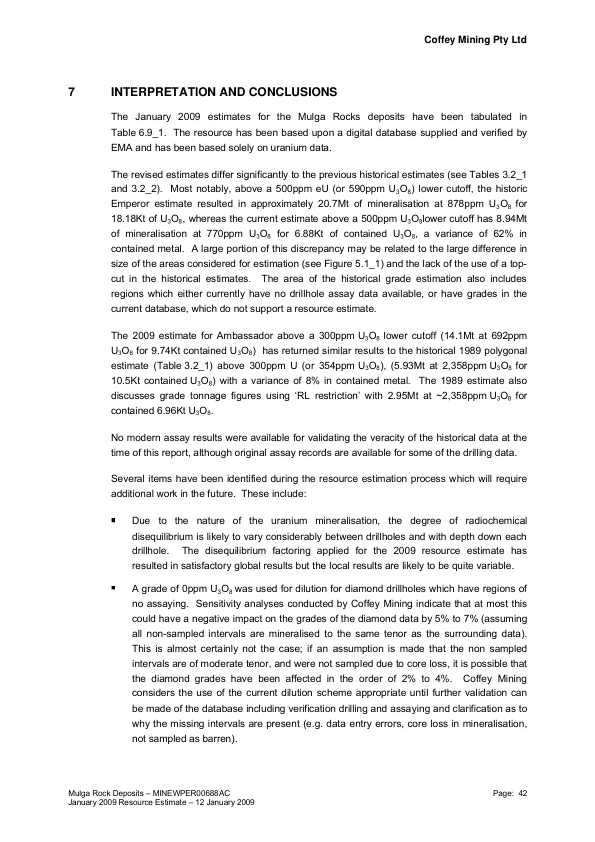 Coffey Mining Pty Ltd
7 INTERPRETATION AND CONCLUSIONS
The January 2009 estimates for the Mulga Rocks deposits have been tabulated in
Table 6.9_1. The resource has been based upon a digital database supplied and verified by
EMA and has been based solely on uranium data.
The revised estimates differ significantly to the previous historical estimates (see Tables 3.2_1
and 3.2_2). Most notably, above a 500ppm eU (or 590ppm U₃O₈) lower cutoff, the historic
Emperor estimate resulted in approximately 20.7Mt of mineralisation at 878ppm U₃O₈ for
18.18Kt of U₃O₈, whereas the current estimate above a 500ppm U₃O₈lower cutoff has 8.94Mt
of mineralisation at 770ppm U₃O₈ for 6.88Kt of contained U₃O₈, a variance of 62% in
contained metal. A large portion of this discrepancy may be related to the large difference in
size of the areas considered for estimation (see Figure 5.1_1) and the lack of the use of a top-
cut in the historical estimates. The area of the historical grade estimation also includes
regions which either currently have no drillhole assay data available, or have grades in the
current database, which do not support a resource estimate.
The 2009 estimate for Ambassador above a 300ppm U₃O₈ lower cutoff (14.1Mt at 692ppm
U₃O₈ for 9.74Kt contained U₃O₈) has returned similar results to the historical 1989 polygonal
estimate (Table 3.2_1) above 300ppm U (or 354ppm U₃O₈), (5.93Mt at 2,358ppm U₃O₈ for
10.5Kt contained U₃O₈) with a variance of 8% in contained metal. The 1989 estimate also
discusses grade tonnage figures using ‘RL restriction’ with 2.95Mt at ~2,358ppm U₃O₈ for
contained 6.96Kt U₃O₈.
No modern assay results were available for validating the veracity of the historical data at the
time of this report, although original assay records are available for some of the drilling data.
Several items have been identified during the resource estimation process which will require
additional work in the future. These include:
▪ Due to the nature of the uranium mineralisation, the degree of radiochemical
disequilibrium is likely to vary considerably between drillholes and with depth down each
drillhole. The disequilibrium factoring applied for the 2009 resource estimate has
resulted in satisfactory global results but the local results are likely to be quite variable.
▪ A grade of 0ppm U₃O₈ was used for dilution for diamond drillholes which have regions of
no assaying. Sensitivity analyses conducted by Coffey Mining indicate that at most this
could have a negative impact on the grades of the diamond data by 5% to 7% (assuming
all non-sampled intervals are mineralised to the same tenor as the surrounding data).
This is almost certainly not the case; if an assumption is made that the non sampled
intervals are of moderate tenor, and were not sampled due to core loss, it is possible that
the diamond grades have been affected in the order of 2% to 4%. Coffey Mining
considers the use of the current dilution scheme appropriate until further validation can
be made of the database including verification drilling and assaying and clarification as to
why the missing intervals are present (e.g. data entry errors, core loss in mineralisation,
not sampled as barren).
Mulga Rock Deposits – MINEWPER00688AC Page: 42
January 2009 Resource Estimate – 12 January 2009